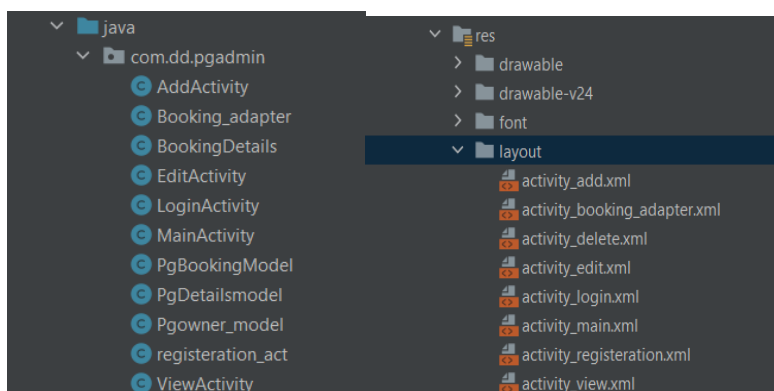 java
com.dd.pgadmin
AddActivity
Booking_adapter
BookingDetails
EditActivity
LoginActivity
MainActivity
PgBookingModel
PgDetailsmodel
Pgowner_model
registeration_act
ViewActivity
res
drawable
drawable-v24
font
layout
activity_add.xml
activity_booking_adapter.xml
activity_delete.xml
activity_edit.xml
activity_login.xml
activity_main.xml
activity_registeration.xml
activity_view.xml